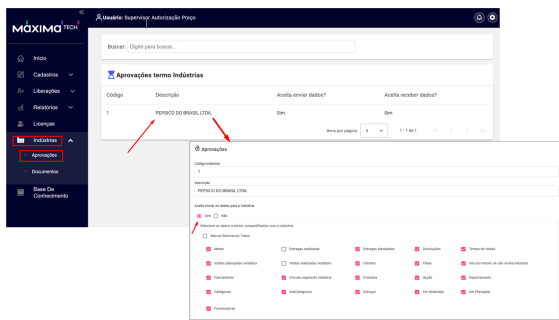 MÁXIMA TECH
Usuário: Supervisor Autorização Preço
Início
Cadastros
Liberações
Relatórios
Licenças
Indústrias
Aprovações
Documentos
Base De
Conhecimento
Buscar: Digite para buscar...
Aprovações termo Indústrias
Código Descrição Aceita enviar dados? Aceita receber dados?
1 PEPSICO DO BRASIL LTDA. Sim Sim
Itens por página: 5 1 - 1 de 1
Aprovações
Código Indústria
1
Descrição
PEPSICO DO BRASIL LTDA
Aceito enviar os dados para a indústria
Sim Não
Selecione os dados a serem compartilhados com a indústria
Marcar/desmarcar Todos
Metas Entregas realizadas Entregas planejadas Devoluções Tempo de visitas
Visitas planejadas vendedor Visitas realizadas vendedor Clientes Filiais Vínculo motivo de não venda indústria
Faturamento Vínculo segmento indústria Produtos Seção Departamento
Categorias SubCategorias Estoque Km Realizado Km Planejado
Fornecedores